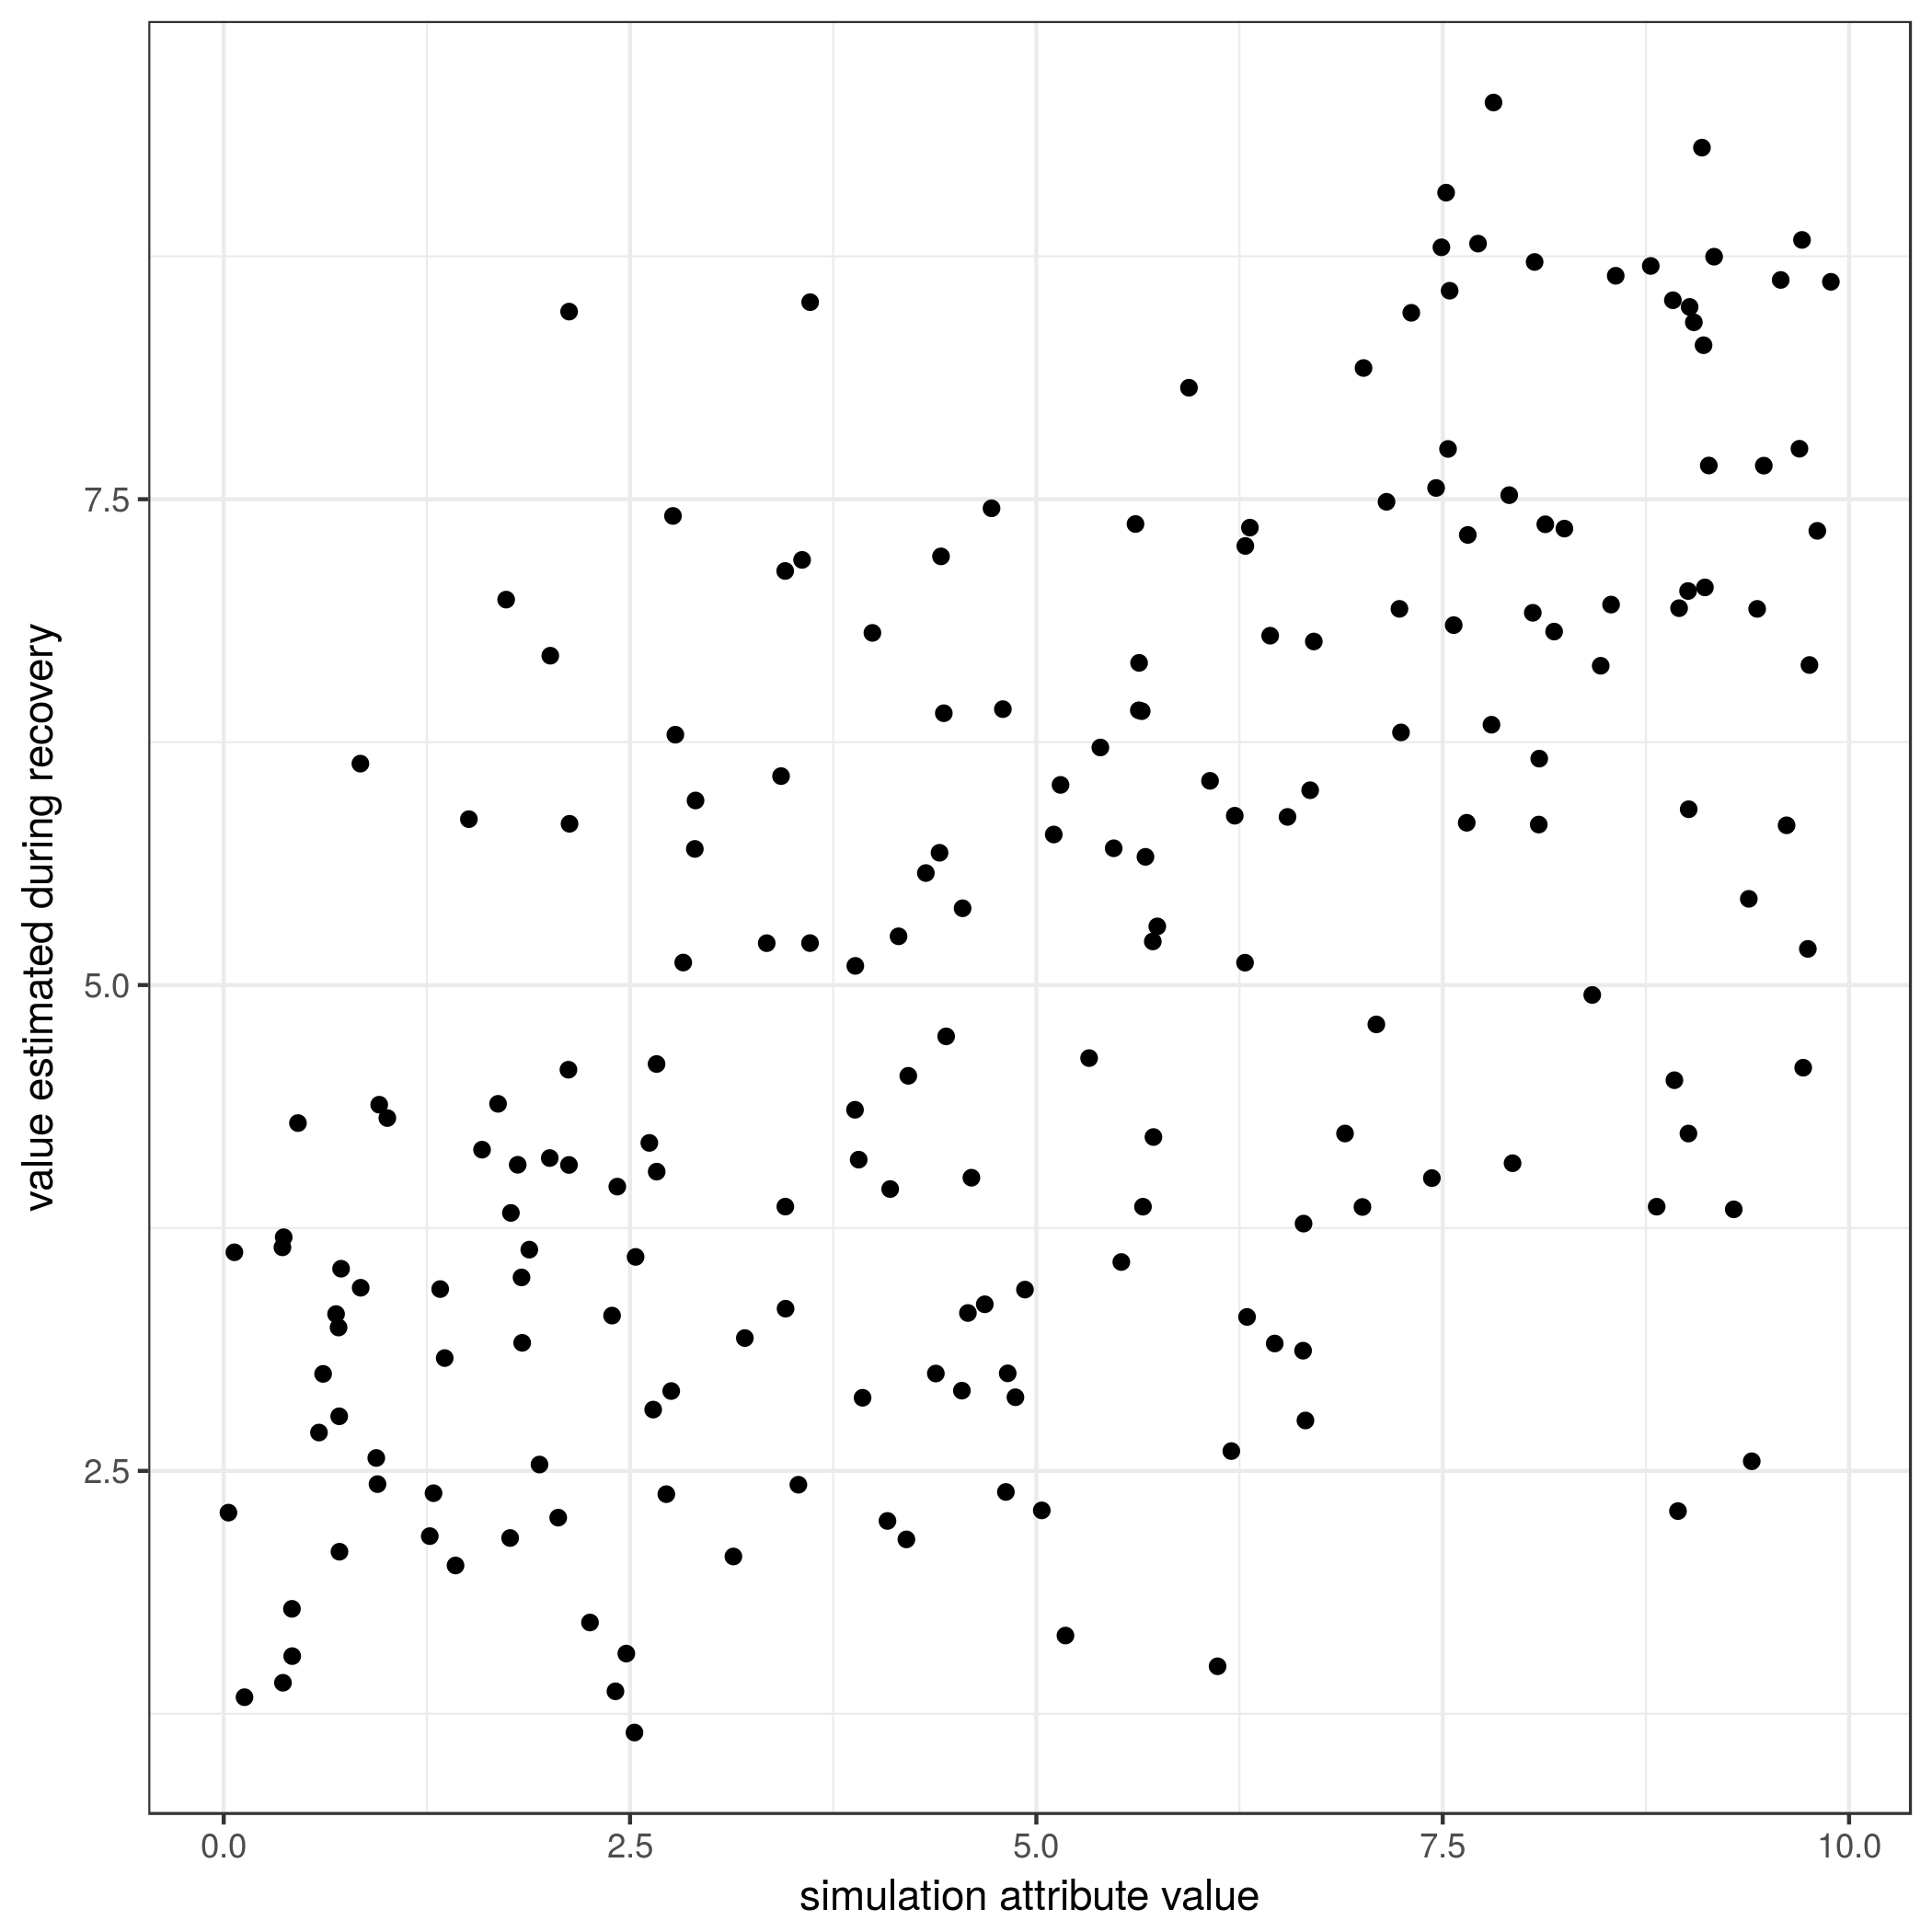 value estimated during recovery
7.5
5.0
2.5
0.0 2.5 5.0 7.5 10.0
simulation attribute value